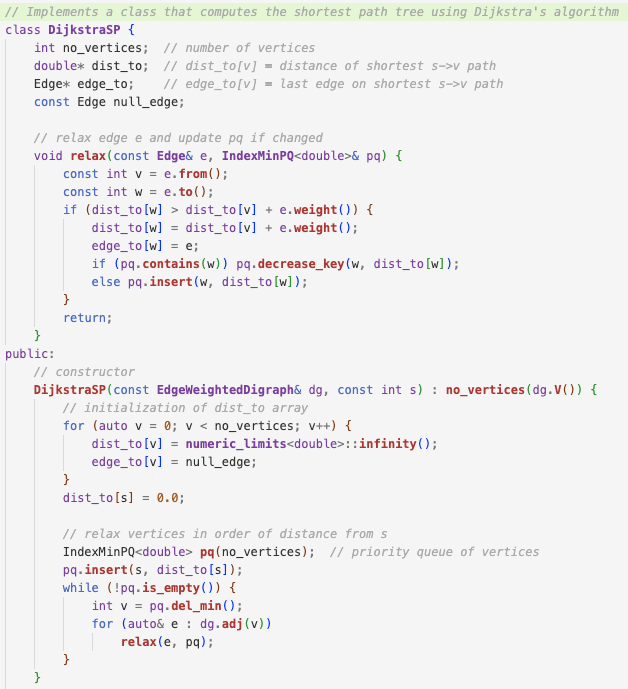 // Implements a class that computes the shortest path tree using Dijkstra's algorithm
class DijkstraSP {
    int no_vertices;  // number of vertices
    double* dist_to;  // dist_to[v] = distance of shortest s->v path
    Edge* edge_to;    // edge_to[v] = last edge on shortest s->v path
    const Edge null_edge;

    // relax edge e and update pq if changed
    void relax(const Edge& e, IndexMinPQ<double>& pq) {
        const int v = e.from();
        const int w = e.to();
        if (dist_to[w] > dist_to[v] + e.weight()) {
            dist_to[w] = dist_to[v] + e.weight();
            edge_to[w] = e;
            if (pq.contains(w)) pq.decrease_key(w, dist_to[w]);
            else pq.insert(w, dist_to[w]);
        }
        return;
    }
public:
    // constructor
    DijkstraSP(const EdgeWeightedDigraph& dg, const int s) : no_vertices(dg.V()) {
        // initialization of dist_to array
        for (auto v = 0; v < no_vertices; v++) {
            dist_to[v] = numeric_limits<double>::infinity();
            edge_to[v] = null_edge;
        }
        dist_to[s] = 0.0;

        // relax vertices in order of distance from s
        IndexMinPQ<double> pq(no_vertices);  // priority queue of vertices
        pq.insert(s, dist_to[s]);
        while (!pq.is_empty()) {
            int v = pq.del_min();
            for (auto& e : dg.adj(v))
                relax(e, pq);
        }
    }